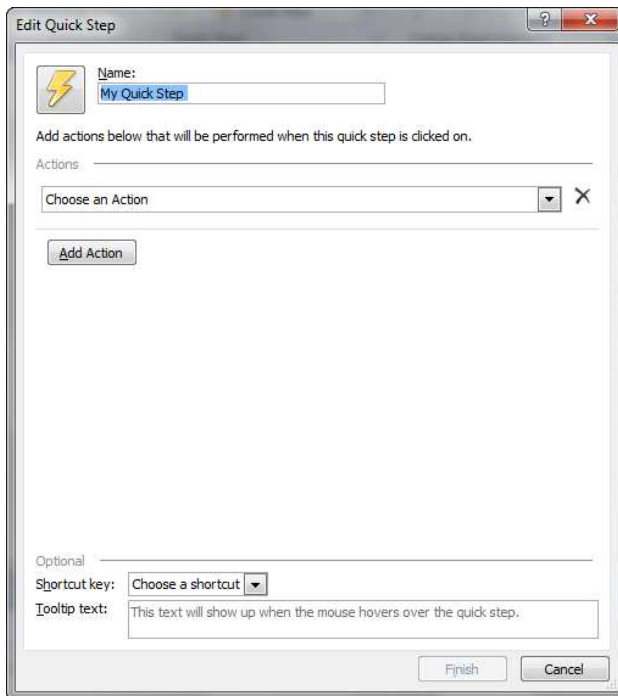 Edit Quick Step
?
Name:
My Quick Step
Add actions below that will be performed when this quick step is clicked on.
Actions
Choose an Action
Add Action
Optional
Shortcut key: Choose a shortcut
Tooltip text: This text will show up when the mouse hovers over the quick step.
Finish Cancel